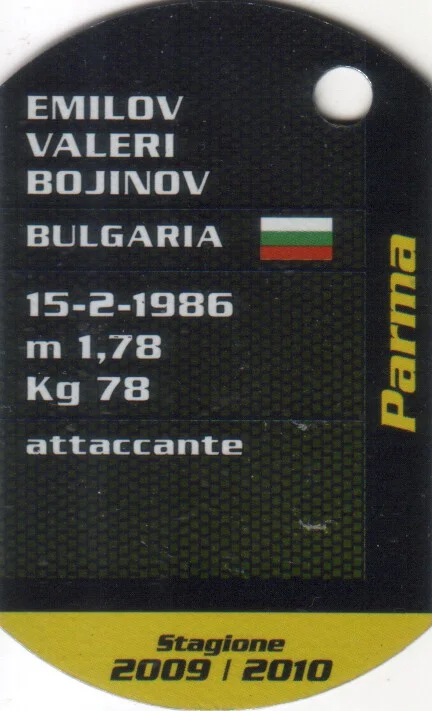 EMILOV
VALERI
BOJINOV
BULGARIA
15-2-1986
m 1,78
Kg 78
attaccante
Parma
Stagione
2009 / 2010